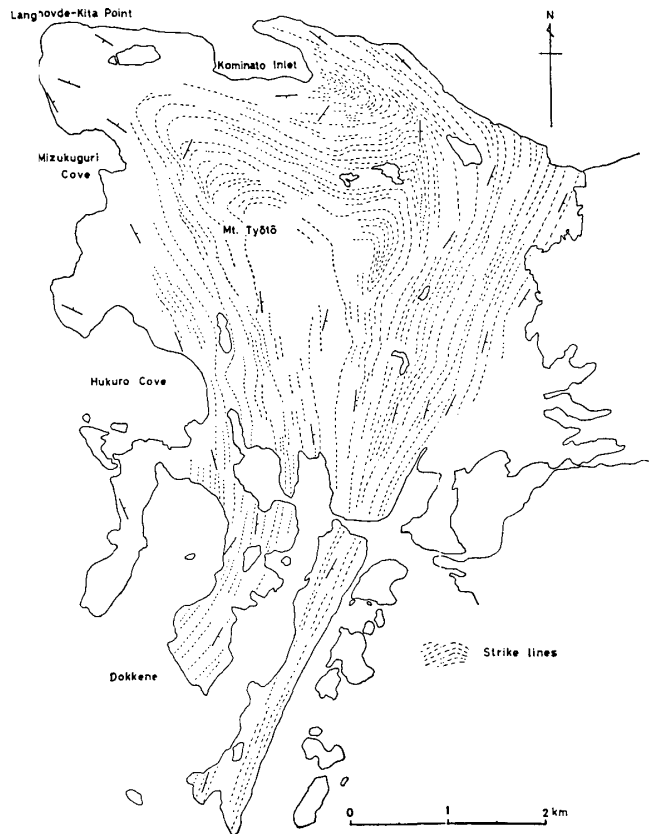 Langhovde-Kita Point
N
Kominato Inlet
Mizukuguri
Cove
Mt. Tyôtô
Hukuro Cove
Strike lines
Dokkene
0 1 2 km